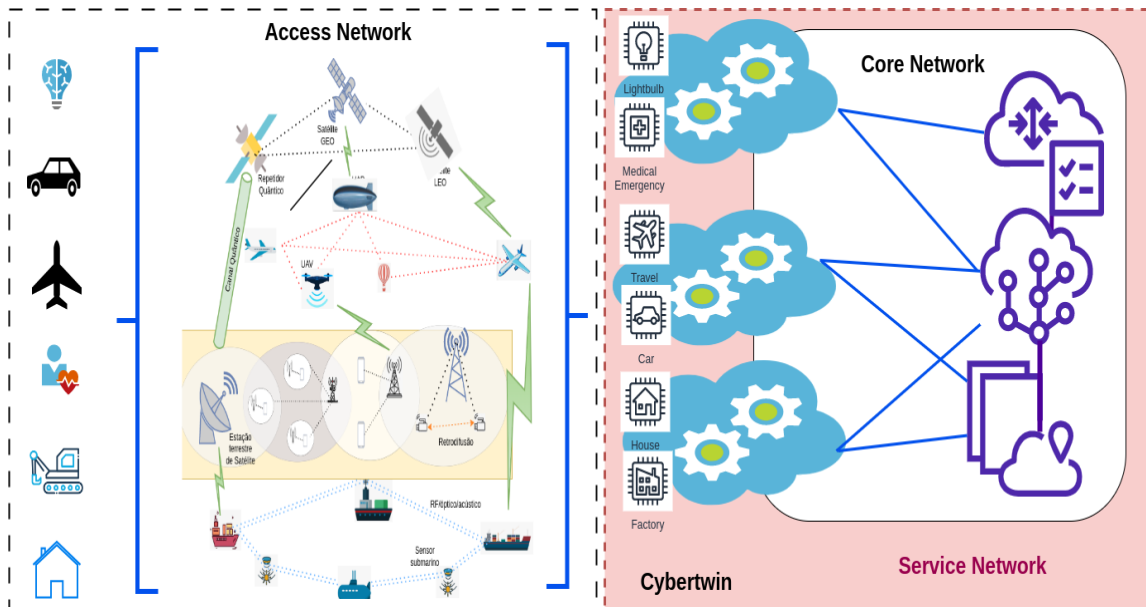 Access Network
Satélite
GEO
Repetidor
Quântico
LEO
Canal Quântico
UAV
Estação
terrestre
de Satélite
Retrodifusão
RF/óptico/acústico
Sensor
submarino
Lightbulb
Medical
Emergency
Travel
Car
House
Factory
Core Network
Cybertwin
Service Network